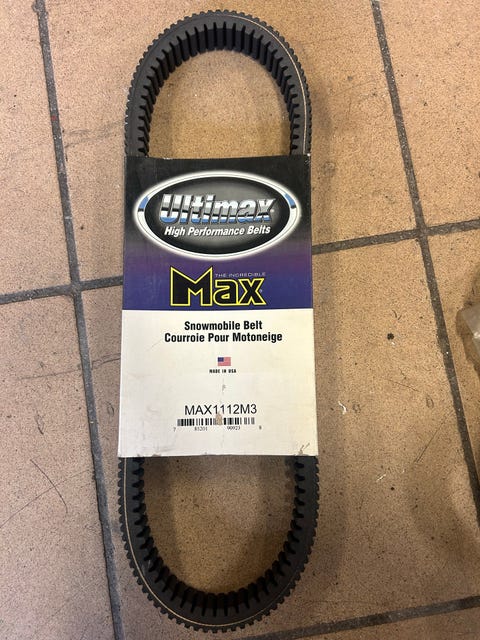 Ultimax
High Performance Belts
THE INCREDIBLE
Max
Snowmobile Belt
Courroie Pour Motoneige
MADE IN USA
MAX1112M3